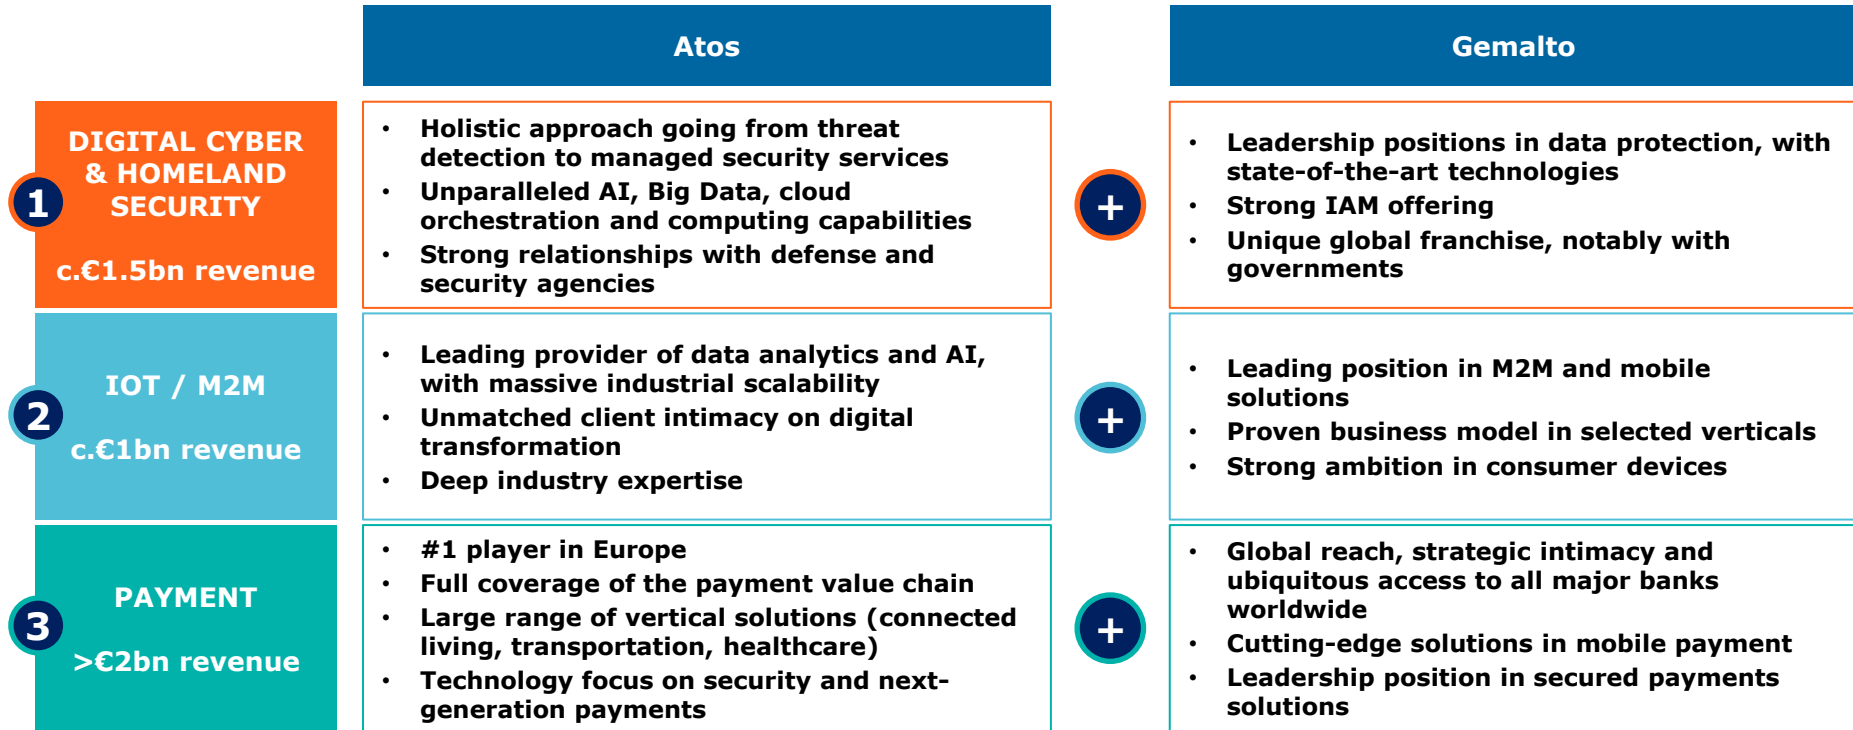 Atos
Gemalto
1
DIGITAL CYBER
& HOMELAND
SECURITY
c.€1.5bn revenue
• Holistic approach going from threat
detection to managed security services
• Unparalleled AI, Big Data, cloud
orchestration and computing capabilities
• Strong relationships with defense and
security agencies
+
• Leadership positions in data protection, with
state-of-the-art technologies
• Strong IAM offering
• Unique global franchise, notably with
governments
2
IOT / M2M
c.€1bn revenue
• Leading provider of data analytics and AI,
with massive industrial scalability
• Unmatched client intimacy on digital
transformation
• Deep industry expertise
+
• Leading position in M2M and mobile
solutions
• Proven business model in selected verticals
• Strong ambition in consumer devices
3
PAYMENT
>€2bn revenue
• #1 player in Europe
• Full coverage of the payment value chain
• Large range of vertical solutions (connected
living, transportation, healthcare)
• Technology focus on security and next-
generation payments
+
• Global reach, strategic intimacy and
ubiquitous access to all major banks
worldwide
• Cutting-edge solutions in mobile payment
• Leadership position in secured payments
solutions